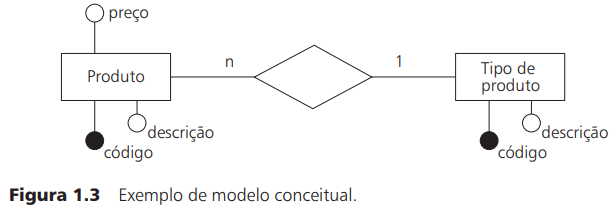 preço
Produto
n
1
Tipo de
produto
descrição
código
descrição
código
Figura 1.3 Exemplo de modelo conceitual.